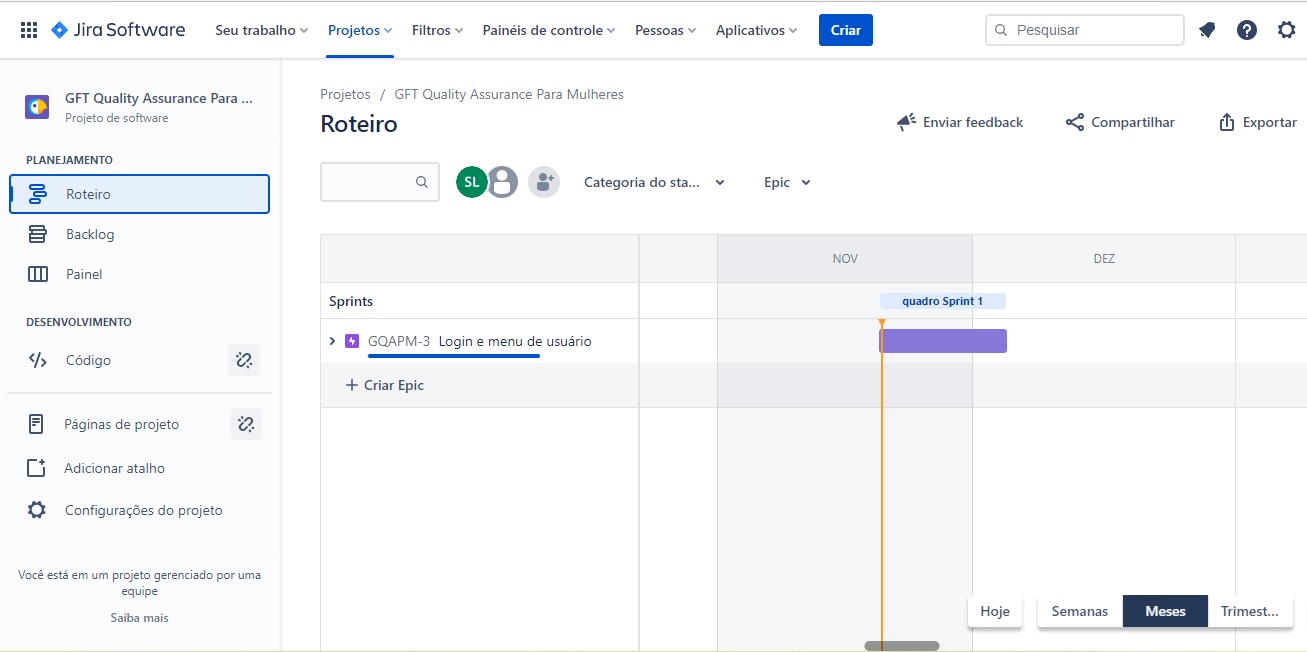 Jira Software
Seu trabalho
Projetos
Filtros
Painéis de controle
Pessoas
Aplicativos
Criar
Pesquisar
GFT Quality Assurance Para ...
Projeto de software
PLANEJAMENTO
Roteiro
Backlog
Painel
DESENVOLVIMENTO
Código
Páginas de projeto
Adicionar atalho
Configurações do projeto
Você está em um projeto gerenciado por uma
equipe
Saiba mais
Projetos / GFT Quality Assurance Para Mulheres
Roteiro
Enviar feedback
Compartilhar
Exportar
SL
Categoria do sta...
Epic
NOV
DEZ
Sprints
quadro Sprint 1
GQAPM-3 Login e menu de usuário
+ Criar Epic
Hoje
Semanas
Meses
Trimest...